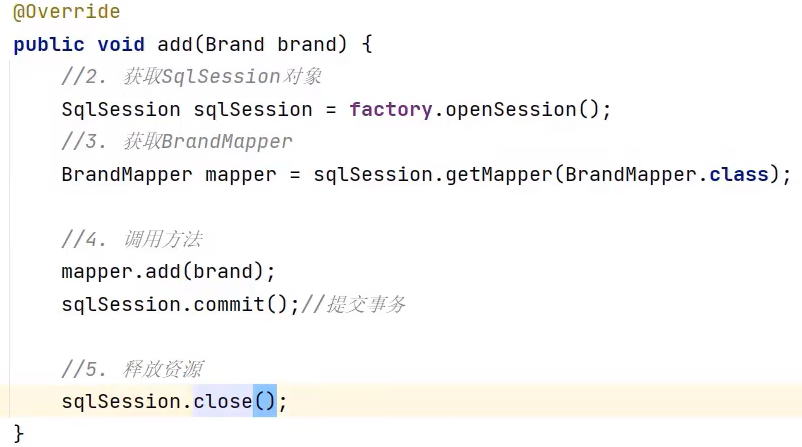 @Override
public void add(Brand brand) {
//2. 获取SqlSession对象
SqlSession sqlSession = factory.openSession();
//3. 获取BrandMapper
BrandMapper mapper = sqlSession.getMapper(BrandMapper.class);
//4. 调用方法
mapper.add(brand);
sqlSession.commit();//提交事务
//5. 释放资源
sqlSession.close();
}